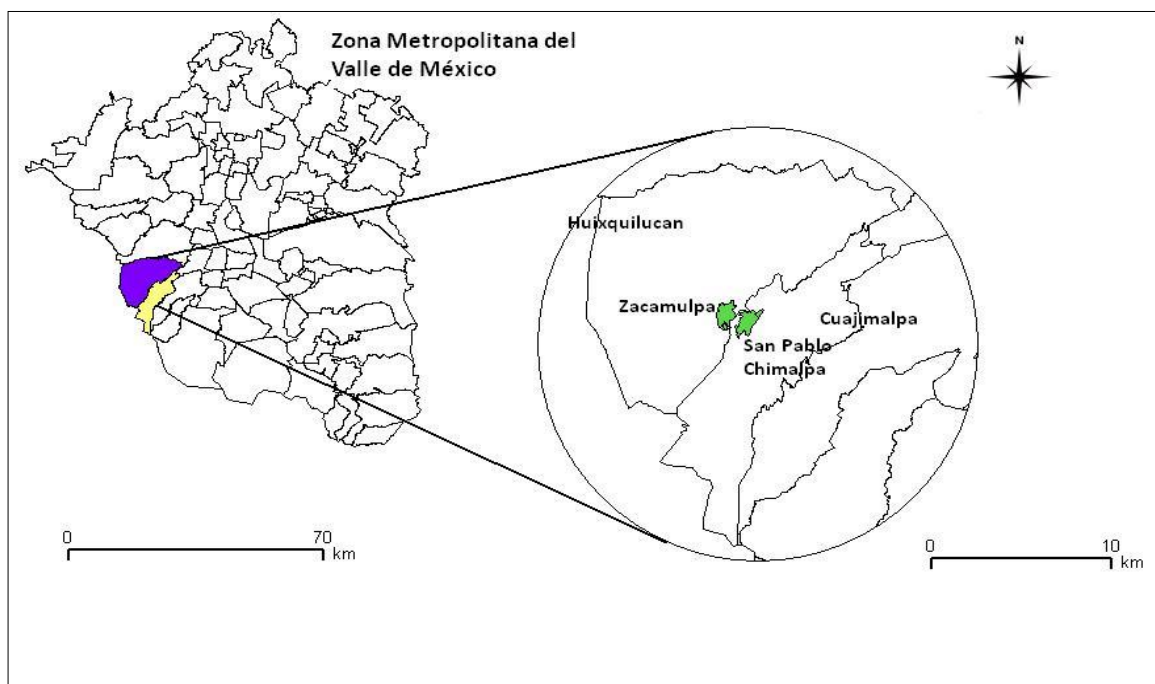 Zona Metropolitana del
Valle de México
N
Huixquilucan
Zacamulpa
Cuajimalpa
San Pablo
Chimalpa
0
70
km
0
10
km